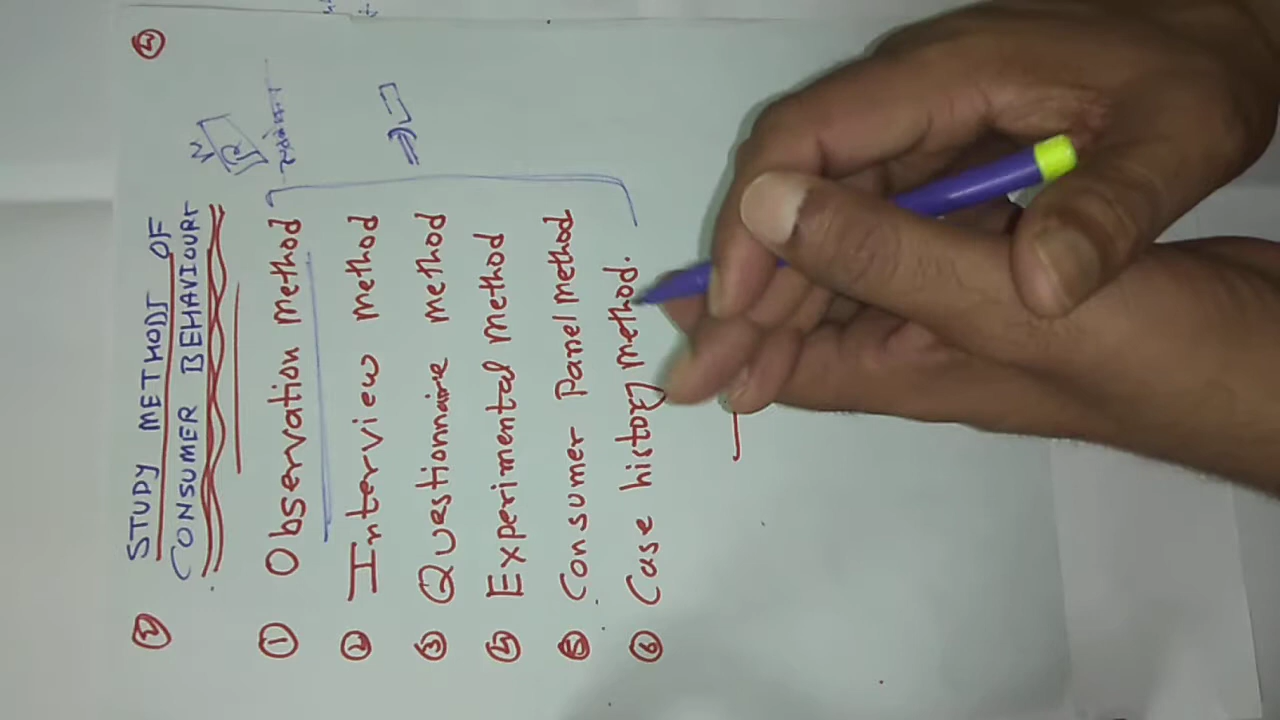 STUDY METHODS OF
CONSUMER BEHAVIOURS
① Observation Method
② Interview Method
③ Questionnaire method
④ Experimental Method
⑤ Consumer Panel method
⑥ Case history method.